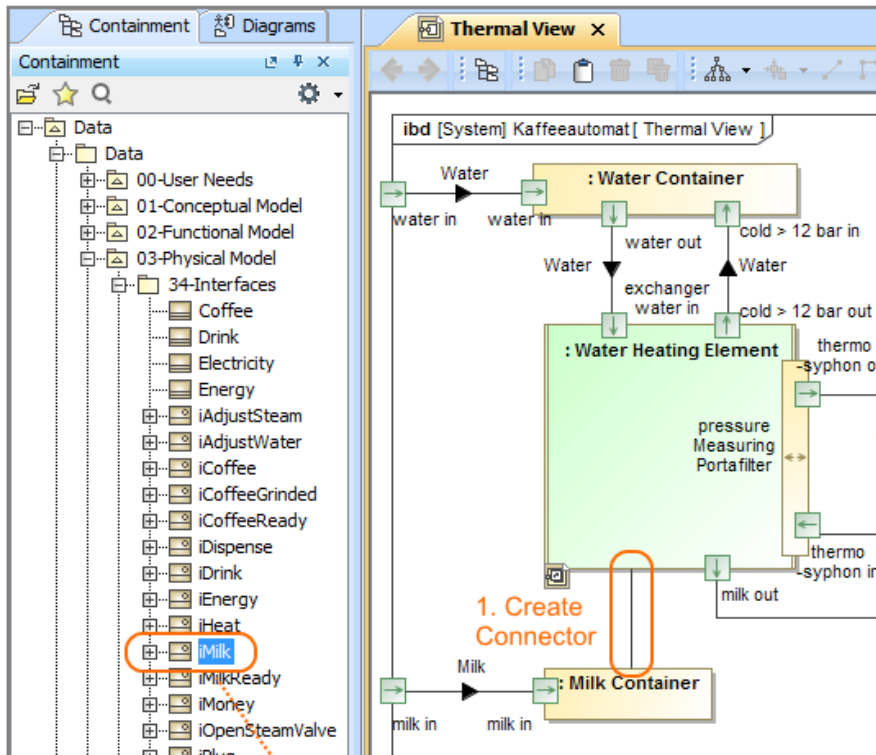 Containment
Diagrams
Containment
Data
Data
00-User Needs
01-Conceptual Model
02-Functional Model
03-Physical Model
34-Interfaces
Coffee
Drink
Electricity
Energy
iAdjustSteam
iAdjustWater
iCoffee
iCoffeeGrinded
iCoffeeReady
iDispense
iDrink
iEnergy
iHeat
iMilk
iMilkReady
iMoney
iOpenSteamValve
Thermal View
ibd [System] Kaffeeautomat[ Thermal View ]
Water
: Water Container
water in
water in
water out
cold > 12 bar in
Water
Water
exchanger
water in
cold > 12 bar out
: Water Heating Element
thermo
-syphon o
pressure
Measuring
Portafilter
thermo
-syphon in
milk out
1. Create
Connector
Milk
: Milk Container
milk in
milk in